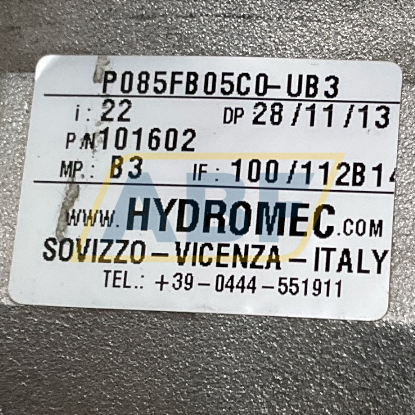 P085FB05C0-UB3
i: 22 DP 28/11/13
P/N 101602
MP.: B3 IF: 100/112B14
www.HYDROMEC.COM
SOVIZZO-VICENZA-ITALY
TEL.: +39-0444-551911